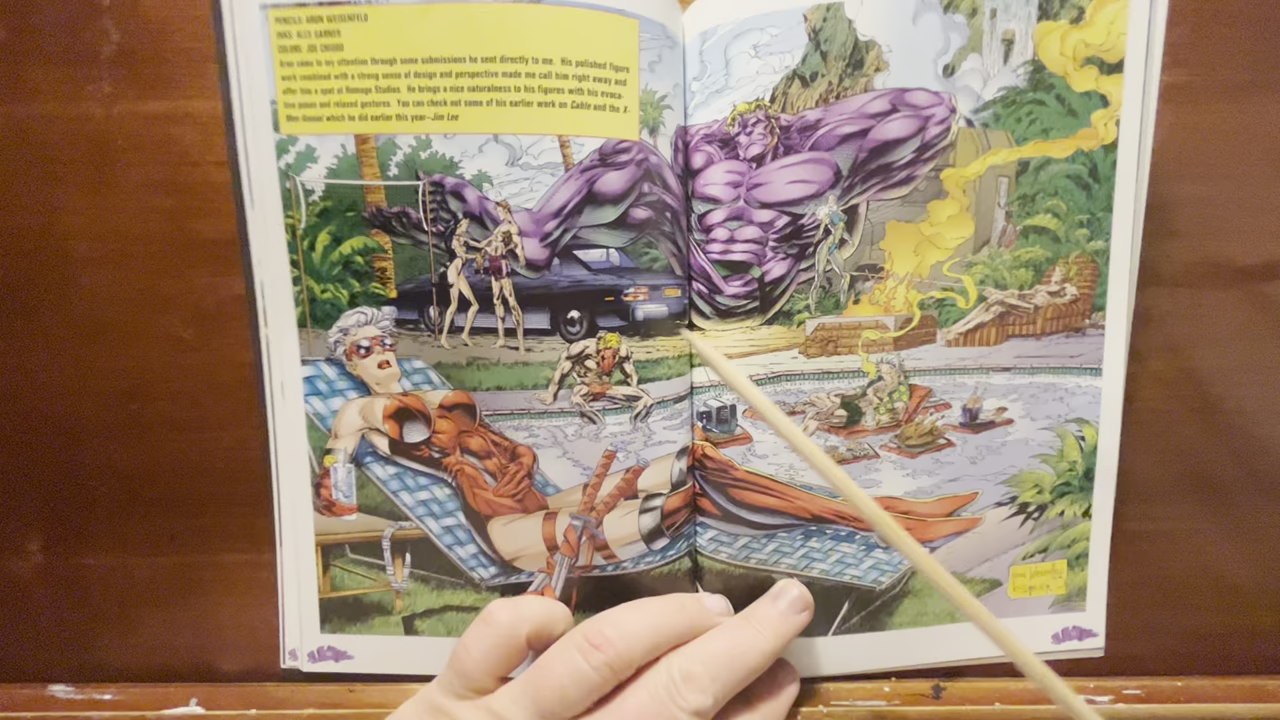 PENCILS: ARON WEISENFELD
INKS: ALEX GARNER
COLORS: JOE CHIODO
Aron came to my attention through some submissions he sent directly to me. His polished figure
work combined with a strong sense of design and perspective made me call him right away and
offer him a spot at Homage Studios. He brings a nice naturalness to his figures with his evoca-
tive poses and relaxed gestures. You can check out some of his earlier work on Cable and the X-
Men Annual which he did earlier this year–Jim Lee